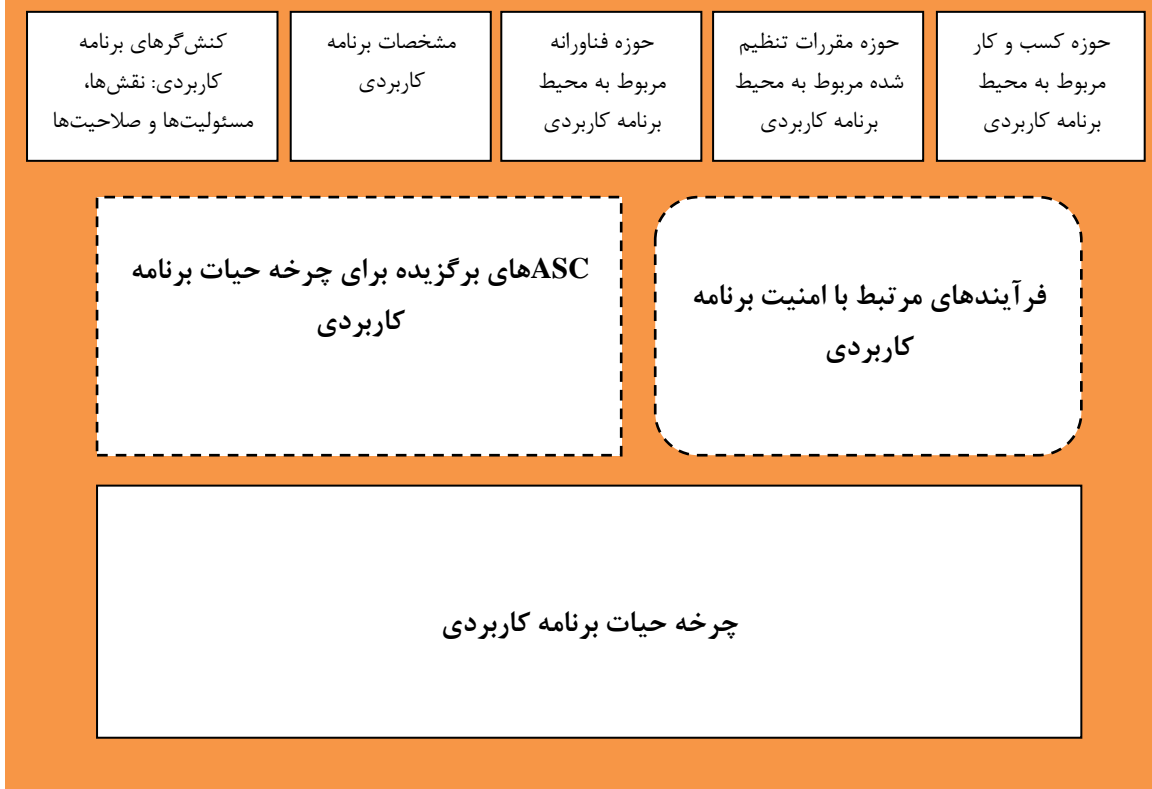 حوزه کسب و کار
مربوط به محیط
برنامه کاربردی
حوزه مقررات تنظیم
شده مربوط به محیط
برنامه کاربردی
حوزه فناورانه
مربوط به محیط
برنامه کاربردی
مشخصات برنامه
کاربردی
کنش‌گرهای برنامه
کاربردی: نقش‌ها،
مسئولیت‌ها و صلاحیت‌ها
فرآیندهای مرتبط با امنیت برنامه
کاربردی
ASCهای برگزیده برای چرخه حیات برنامه
کاربردی
چرخه حیات برنامه کاربردی